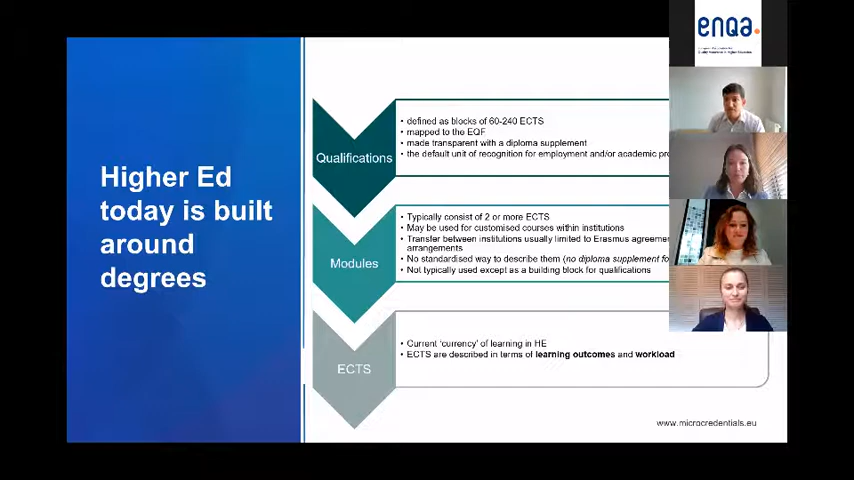 enqa.
Higher Ed
today is built
around
degrees
Qualifications
• defined as blocks of 60-240 ECTS
• mapped to the EQF
• made transparent with a diploma supplement
• the default unit of recognition for employment and/or academic
Modules
• Typically consist of 2 or more ECTS
• May be used for customised courses within institutions
• Transfer between institutions usually limited to Erasmus
arrangements
• No standardised way to describe them (no diploma supplement
• Not typically used except as a building block for qualifications
ECTS
• Current 'currency' of learning in HE
• ECTS are described in terms of learning outcomes and workload
www.microcredentials.eu